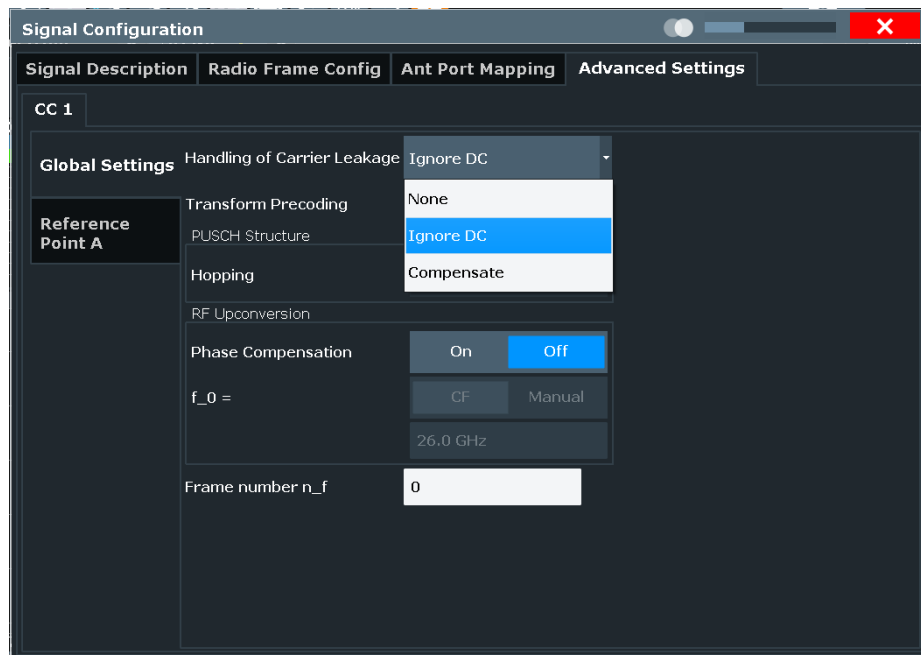 Signal Configuration
Signal Description Radio Frame Config Ant Port Mapping Advanced Settings
CC 1
Global Settings
Reference
Point A
Handling of Carrier Leakage Ignore DC
None
Ignore DC
Compensate
Transform Precoding
PUSCH Structure
Hopping
RF Upconversion
Phase Compensation On Off
f_0 = CF Manual
26.0 GHz
Frame number n_f 0